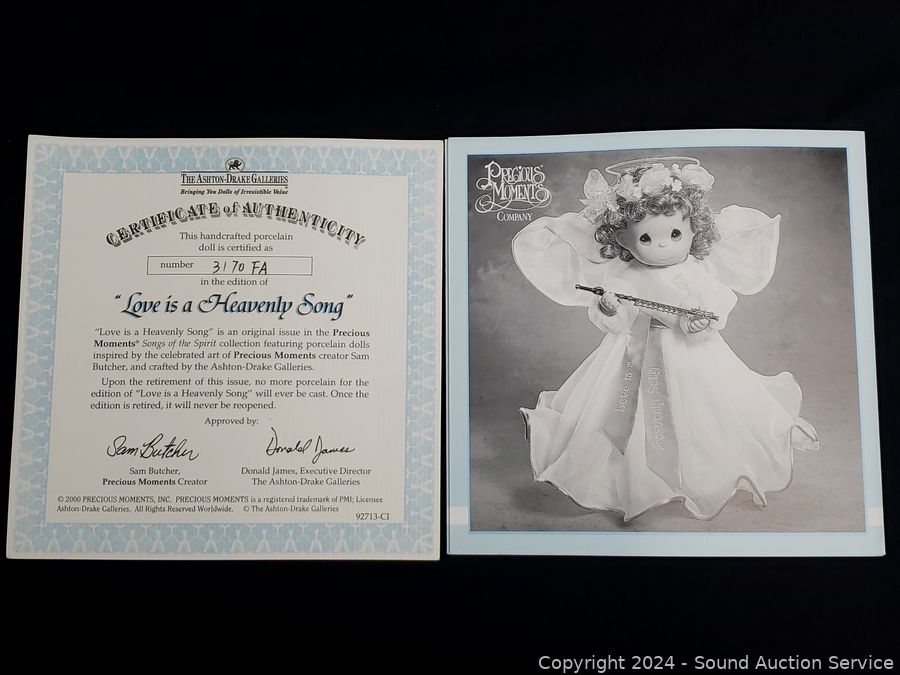 THE ASHTON-DRAKE GALLERIES
Bringing You Dolls of Irresistible Value
CERTIFICATE of AUTHENTICITY
This handcrafted porcelain
doll is certified as
number 3170 FA
in the edition of
"Love is a Heavenly Song"
"Love is a Heavenly Song" is an original issue in the Precious
Moments® Songs of the Spirit collection featuring porcelain dolls
inspired by the celebrated art of Precious Moments creator Sam
Butcher, and crafted by the Ashton-Drake Galleries.
Upon the retirement of this issue, no more porcelain for the
edition of "Love is a Heavenly Song" will ever be cast. Once the
edition is retired, it will never be reopened.
Approved by:
Sam Butcher Donald James
Sam Butcher, Donald James, Executive Director
Precious Moments Creator The Ashton-Drake Galleries
© 2000 PRECIOUS MOMENTS, INC. PRECIOUS MOMENTS is a registered trademark of PMI; Licensee
Ashton-Drake Galleries. All Rights Reserved Worldwide. © The Ashton-Drake Galleries
92713-CI
PRECIOUS
MOMENTS
COMPANY
Love is a
Heavenly Song
Copyright 2024 - Sound Auction Service